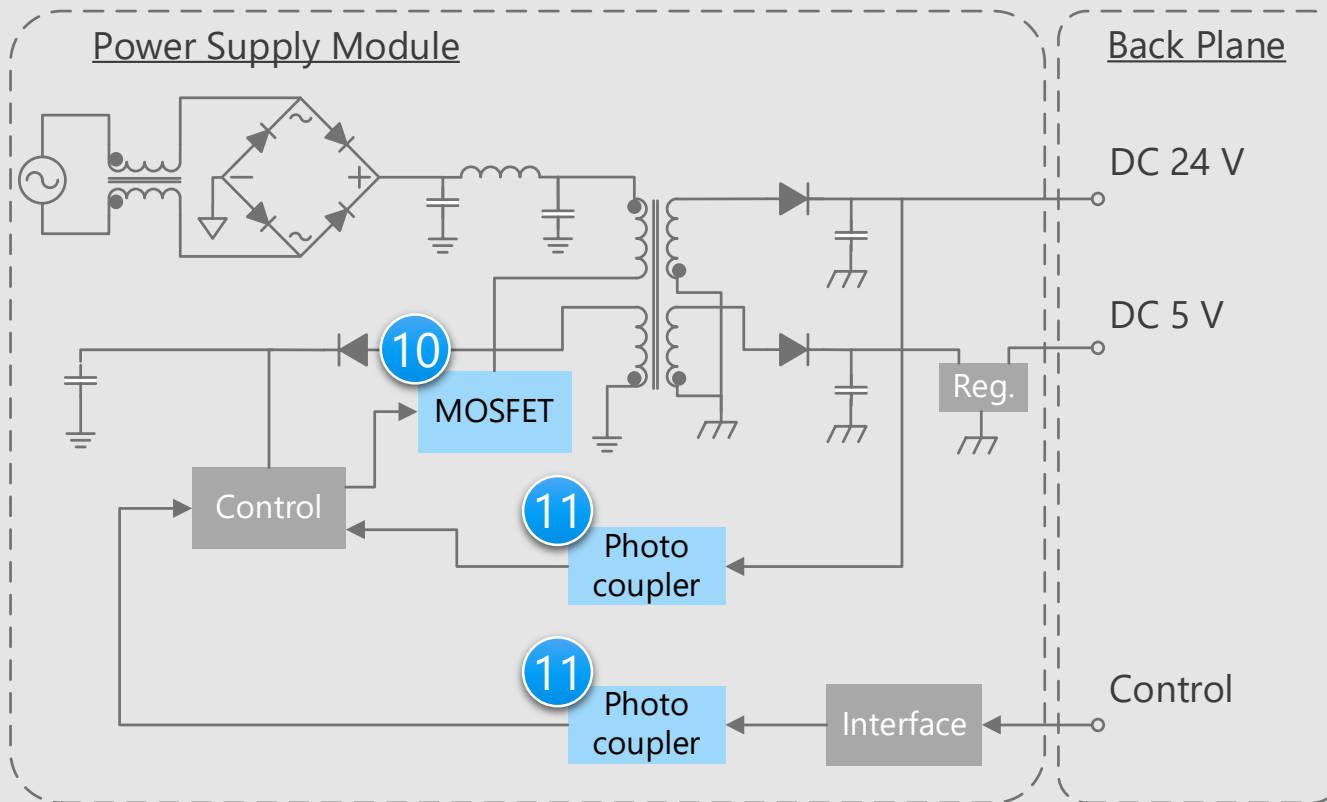 Power Supply Module
Back Plane
DC 24 V
DC 5 V
10
MOSFET
Reg.
Control
11
Photo
coupler
11
Photo
coupler
Interface
Control